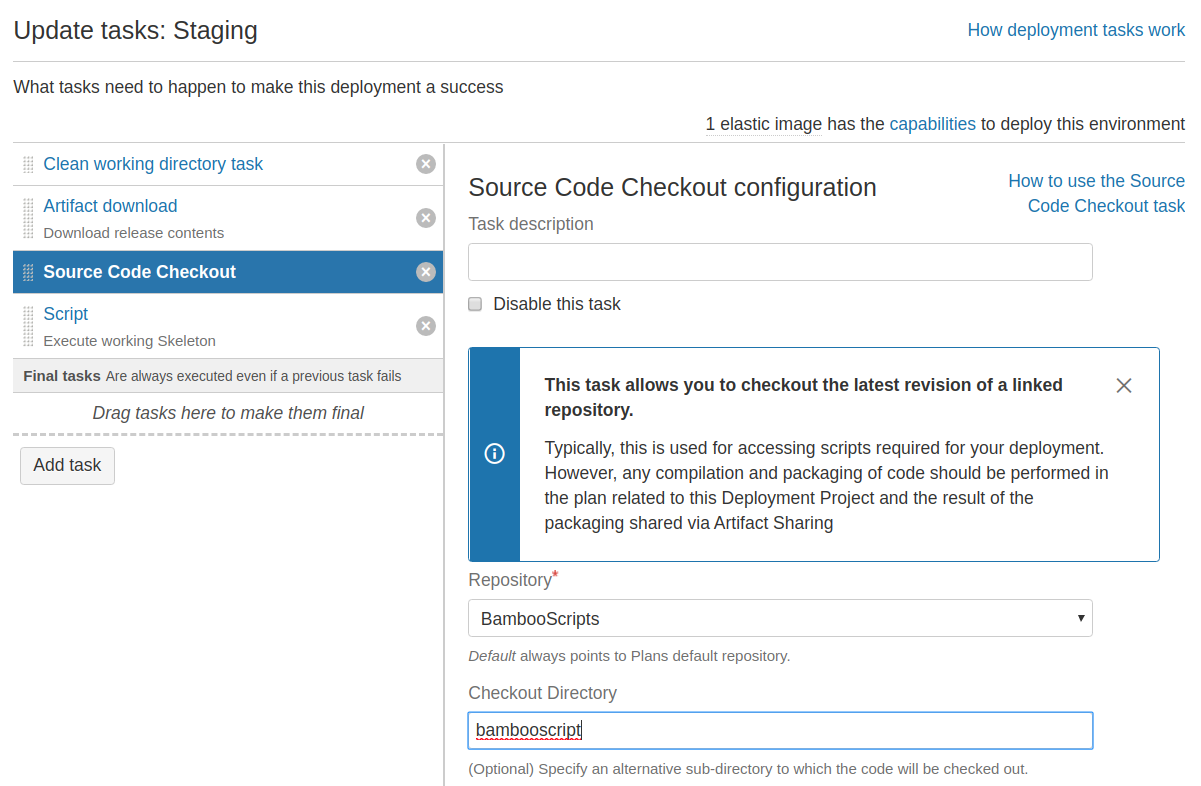 Update tasks: Staging
How deployment tasks work
What tasks need to happen to make this deployment a success
1 elastic image has the capabilities to deploy this environment
Clean working directory task
Artifact download
Download release contents
Source Code Checkout
Script
Execute working Skeleton
Final tasks Are always executed even if a previous task fails
Drag tasks here to make them final
Add task
Source Code Checkout configuration
How to use the Source
Code Checkout task
Task description
Disable this task
This task allows you to checkout the latest revision of a linked
repository.
Typically, this is used for accessing scripts required for your deployment.
However, any compilation and packaging of code should be performed in
the plan related to this Deployment Project and the result of the
packaging shared via Artifact Sharing
Repository*
BambooScripts
Default always points to Plans default repository.
Checkout Directory
bambooscript
(Optional) Specify an alternative sub-directory to which the code will be checked out.